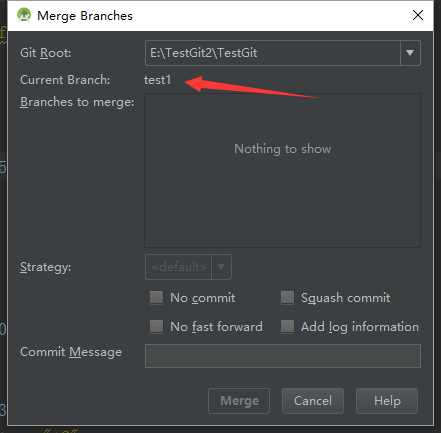 Merge Branches
Git Root: E:\TestGit2\TestGit
Current Branch: test1
Branches to merge:
Nothing to show
Strategy: <default>
No commit Squash commit
No fast forward Add log information
Commit Message
Merge Cancel Help